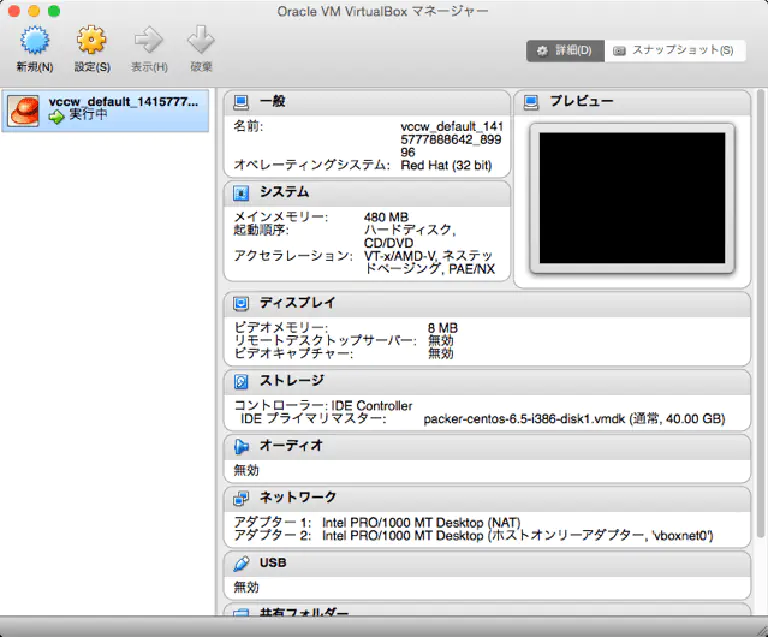 Oracle VM VirtualBox マネージャー
新規(N) 設定(S) 表示(H) 破棄
詳細(D) スナップショット(S)
vccw_default_1415777...
実行中
一般
名前: vccw_default_141
5777888642_899
96
オペレーティングシステム: Red Hat (32 bit)
プレビュー
システム
メインメモリー: 480 MB
起動順序: ハードディスク,
CD/DVD
アクセラレーション: VT-x/AMD-V, ネステッ
ドページング, PAE/NX
ディスプレイ
ビデオメモリー: 8 MB
リモートデスクトップサーバー: 無効
ビデオキャプチャー: 無効
ストレージ
コントローラー: IDE Controller
IDE プライマリマスター: packer-centos-6.5-i386-disk1.vmdk (通常, 40.00 GB)
オーディオ
無効
ネットワーク
アダプター 1: Intel PRO/1000 MT Desktop (NAT)
アダプター 2: Intel PRO/1000 MT Desktop (ホストオンリーアダプター, 'vboxnet0')
USB
無効
共有フォルダー